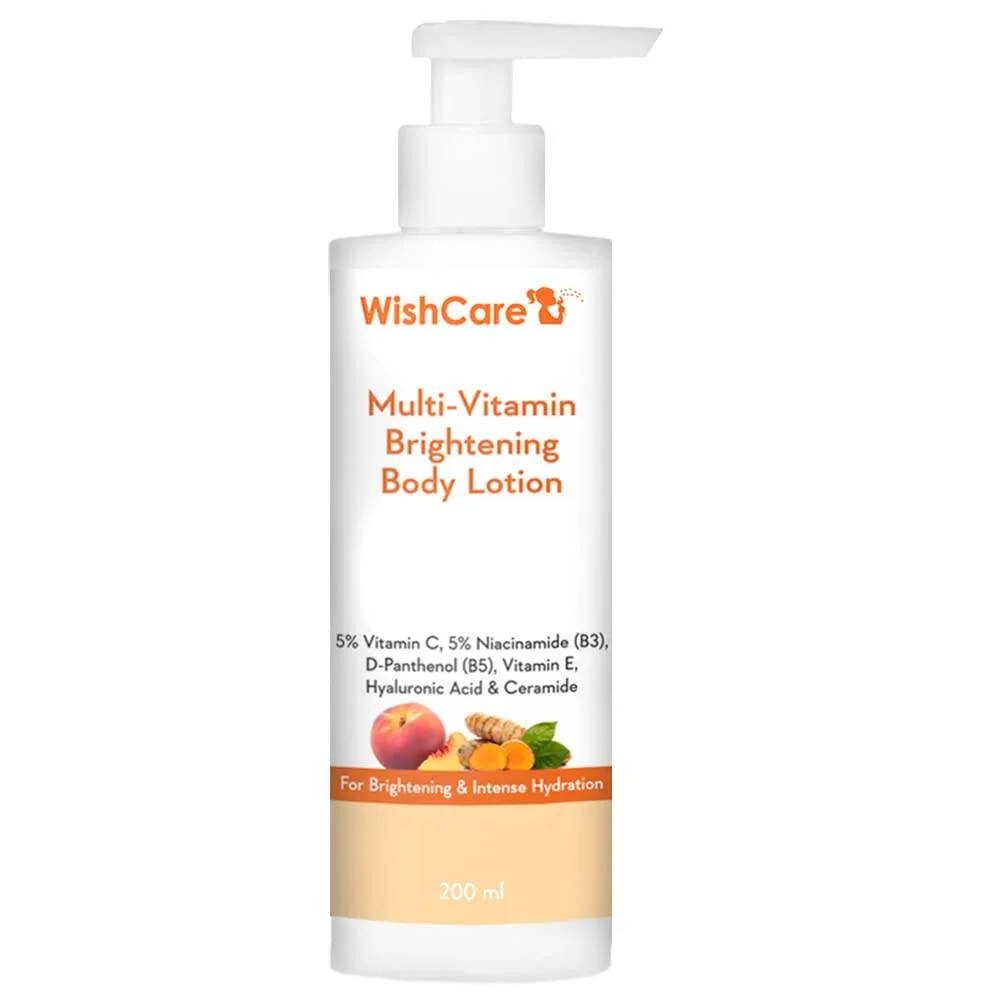 WishCare
Multi-Vitamin
Brightening
Body Lotion
5% Vitamin C, 5% Niacinamide (B3),
D-Panthenol (B5), Vitamin E,
Hyaluronic Acid & Ceramide
For Brightening & Intense Hydration
200 ml